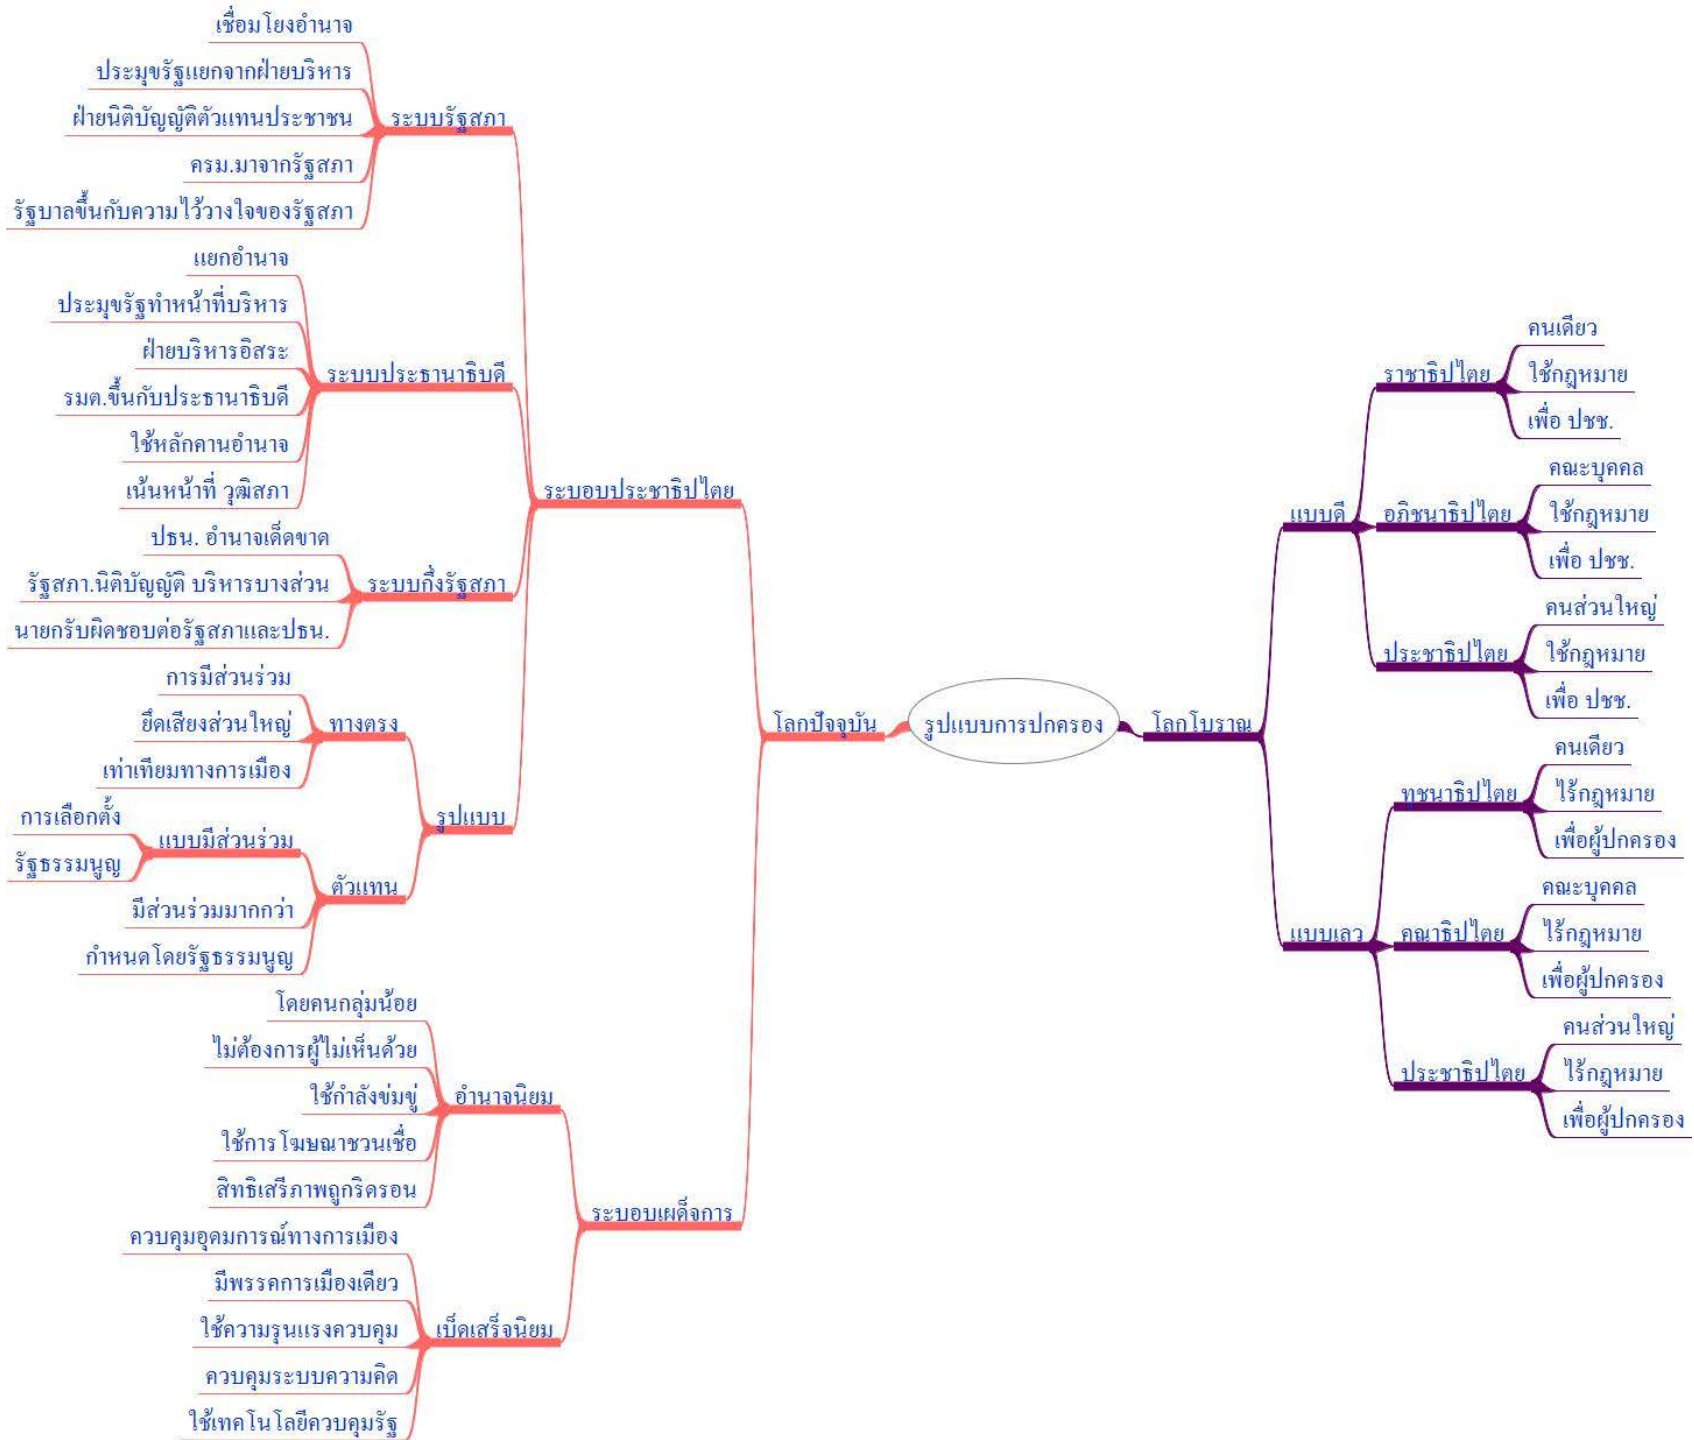 รูปแบบการปกครอง
โลกปัจจุบัน
ระบอบประชาธิปไตย
ระบบรัฐสภา
เชื่อมโยงอำนาจ
ประมุขรัฐแยกจากฝ่ายบริหาร
ฝ่ายนิติบัญญัติตัวแทนประชาชน
ครม.มาจากรัฐสภา
รัฐบาลขึ้นกับความไว้วางใจของรัฐสภา
ระบบประธานาธิบดี
แยกอำนาจ
ประมุขรัฐทำหน้าที่บริหาร
ฝ่ายบริหารอิสระ
รมต.ขึ้นกับประธานาธิบดี
ใช้หลักคานอำนาจ
เน้นหน้าที่ วุฒิสภา
ระบบกึ่งรัฐสภา
ปธน. อำนาจเด็ดขาด
รัฐสภา.นิติบัญญัติ บริหารบางส่วน
นายกรับผิดชอบต่อรัฐสภาและปธน.
รูปแบบ
ทางตรง
การมีส่วนร่วม
ยึดเสียงส่วนใหญ่
เท่าเทียมทางการเมือง
ตัวแทน
แบบมีส่วนร่วม
การเลือกตั้ง
รัฐธรรมนูญ
มีส่วนร่วมมากกว่า
กำหนดโดยรัฐธรรมนูญ
ระบอบเผด็จการ
อำนาจนิยม
โดยคนกลุ่มน้อย
ไม่ต้องการผู้ไม่เห็นด้วย
ใช้กำลังข่มขู่
ใช้การโฆษณาชวนเชื่อ
สิทธิเสรีภาพถูกริดรอน
เบ็ดเสร็จนิยม
ควบคุมอุดมการณ์ทางการเมือง
มีพรรคการเมืองเดียว
ใช้ความรุนแรงควบคุม
ควบคุมระบบความคิด
ใช้เทคโนโลยีควบคุมรัฐ
โลกโบราณ
แบบดี
ราชาธิปไตย
คนเดียว
ใช้กฎหมาย
เพื่อ ปชช.
อภิชนาธิปไตย
คณะบุคคล
ใช้กฎหมาย
เพื่อ ปชช.
ประชาธิปไตย
คนส่วนใหญ่
ใช้กฎหมาย
เพื่อ ปชช.
แบบเลว
ทุชนาธิปไตย
คนเดียว
ไร้กฎหมาย
เพื่อผู้ปกครอง
คณาธิปไตย
คณะบุคคล
ไร้กฎหมาย
เพื่อผู้ปกครอง
ประชาธิปไตย
คนส่วนใหญ่
ไร้กฎหมาย
เพื่อผู้ปกครอง